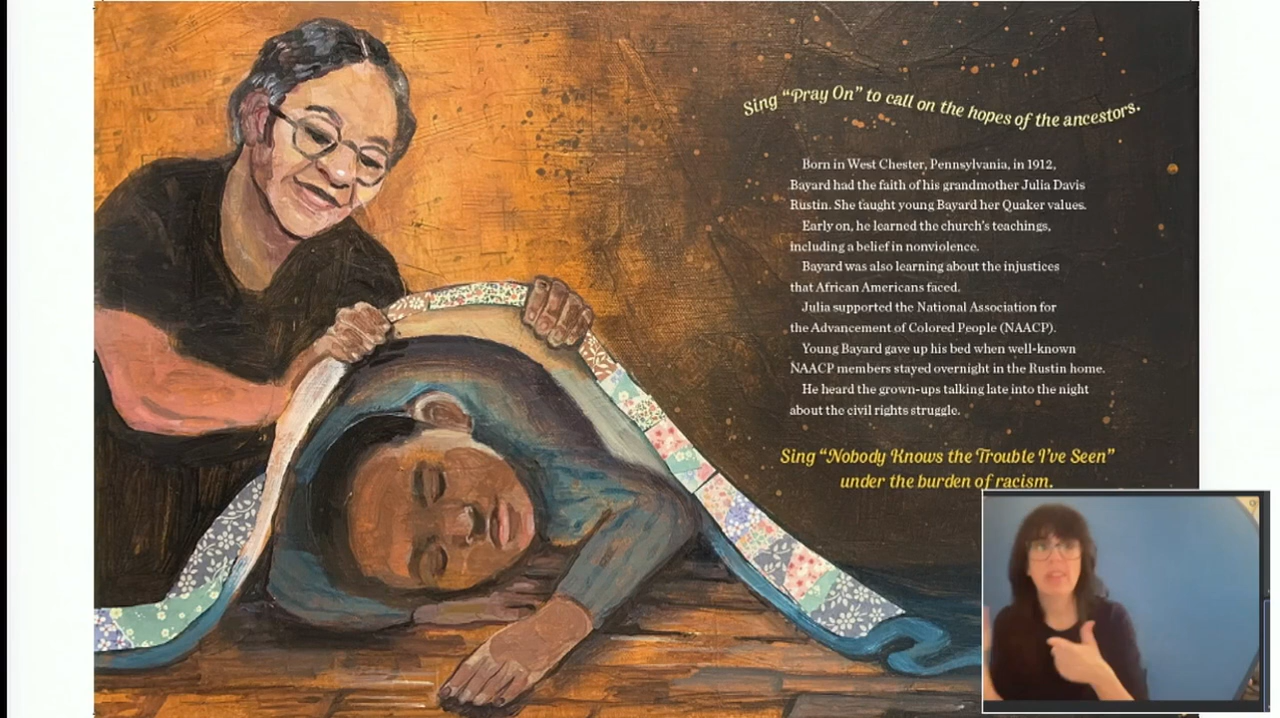 Sing “Pray On” to call on the hopes of the ancestors.
Born in West Chester, Pennsylvania, in 1912,
Bayard had the faith of his grandmother Julia Davis
Rustin. She taught young Bayard her Quaker values.
Early on, he learned the church’s teachings,
including a belief in nonviolence.
Bayard was also learning about the injustices
that African Americans faced.
Julia supported the National Association for
the Advancement of Colored People (NAACP).
Young Bayard gave up his bed when well-known
NAACP members stayed overnight in the Rustin home.
He heard the grown-ups talking late into the night
about the civil rights struggle.
Sing “Nobody Knows the Trouble I’ve Seen”
under the burden of racism.